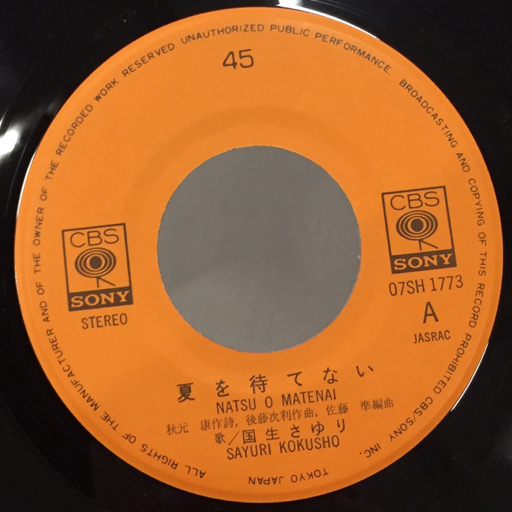 ALL RIGHTS OF THE MANUFACTURER AND OF THE OWNER OF THE RECORDED WORK RESERVED UNAUTHORIZED PUBLIC PERFORMANCE BROADCASTING AND COPYING OF THIS RECORD PROHIBITED CBS/SONY INC. TOKYO JAPAN
45
CBS
SONY
STEREO
CBS
SONY
07SH 1773
A
JASRAC
夏を待てない
NATSU O MATENAI
秋元 康作詩, 後藤次利作曲, 佐藤 準編曲
歌/国生さゆり
SAYURI KOKUSHO